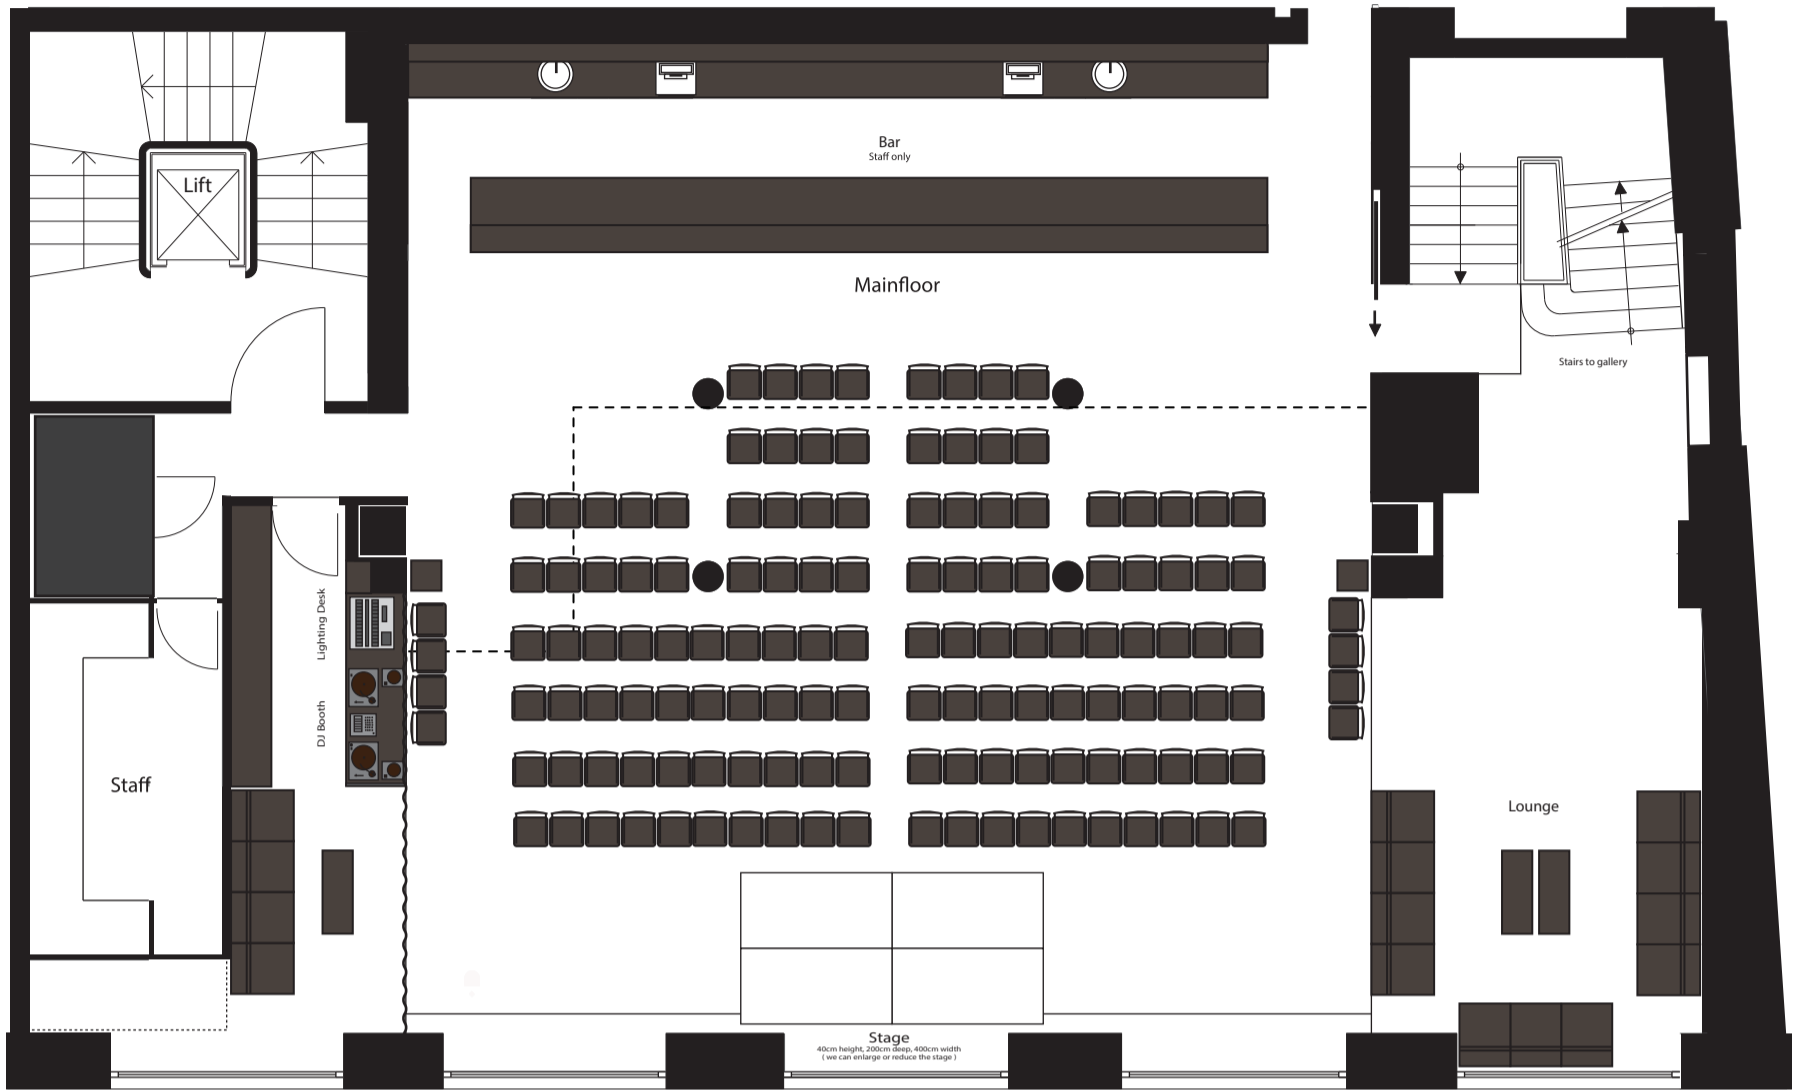 Lift
Bar
Staff only
Mainfloor
Stairs to gallery
Lighting Desk
DJ Booth
Staff
Lounge
Stage
40cm height, 200cm deep, 400cm width
( we can enlarge or reduce the stage )